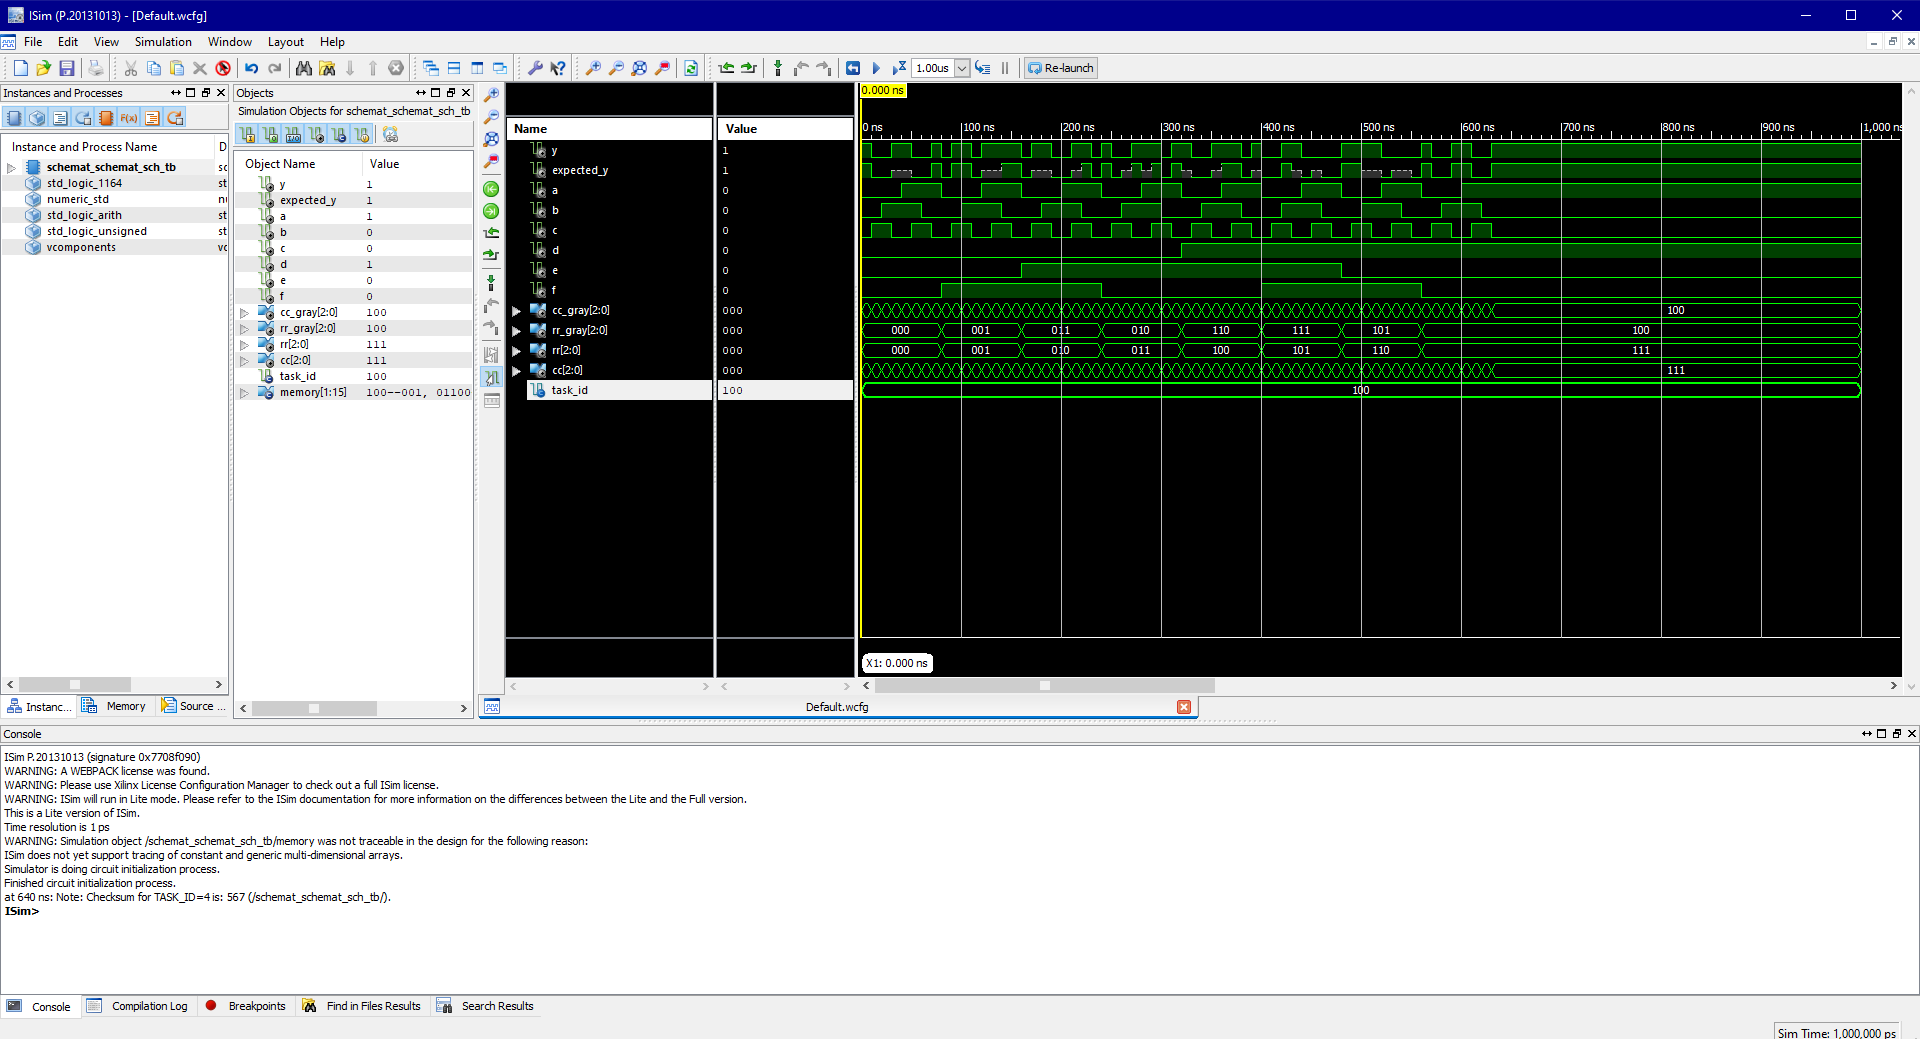 ISim (P.20131013) - [Default.wcfg]
File Edit View Simulation Window Layout Help
1.00us Re-launch
Instances and Processes
Instance and Process Name D
schemat_schemat_sch_tb sc
std_logic_1164 st
numeric_std nu
std_logic_arith st
std_logic_unsigned st
vcomponents vc
Instanc... Memory Source ...
Objects
Simulation Objects for schemat_schemat_sch_tb
Object Name Value
y 1
expected_y 1
a 1
b 0
c 0
d 1
e 0
f 0
cc_gray[2:0] 100
rr_gray[2:0] 100
rr[2:0] 111
cc[2:0] 111
task_id 100
memory[1:15] 100--001, 01100
0.000 ns
Name Value 0 ns 100 ns 200 ns 300 ns 400 ns 500 ns 600 ns 700 ns 800 ns 900 ns 1,000 ns
y 1
expected_y 1
a 0
b 0
c 0
d 0
e 0
f 0
cc_gray[2:0] 000 100
rr_gray[2:0] 000 000 001 011 010 110 111 101 100
rr[2:0] 000 000 001 010 011 100 101 110 111
cc[2:0] 000 111
task_id 100 100
X1: 0.000 ns
Default.wcfg
Console
ISim P.20131013 (signature 0x7708f090)
WARNING: A WEBPACK license was found.
WARNING: Please use Xilinx License Configuration Manager to check out a full ISim license.
WARNING: ISim will run in Lite mode. Please refer to the ISim documentation for more information on the differences between the Lite and the Full version.
This is a Lite version of ISim.
Time resolution is 1 ps
WARNING: Simulation object /schemat_schemat_sch_tb/memory was not traceable in the design for the following reason:
ISim does not yet support tracing of constant and generic multi-dimensional arrays.
Simulator is doing circuit initialization process.
Finished circuit initialization process.
at 640 ns: Note: Checksum for TASK_ID=4 is: 567 (/schemat_schemat_sch_tb/).
ISim>
Console Compilation Log Breakpoints Find in Files Results Search Results
Sim Time: 1,000,000 ps